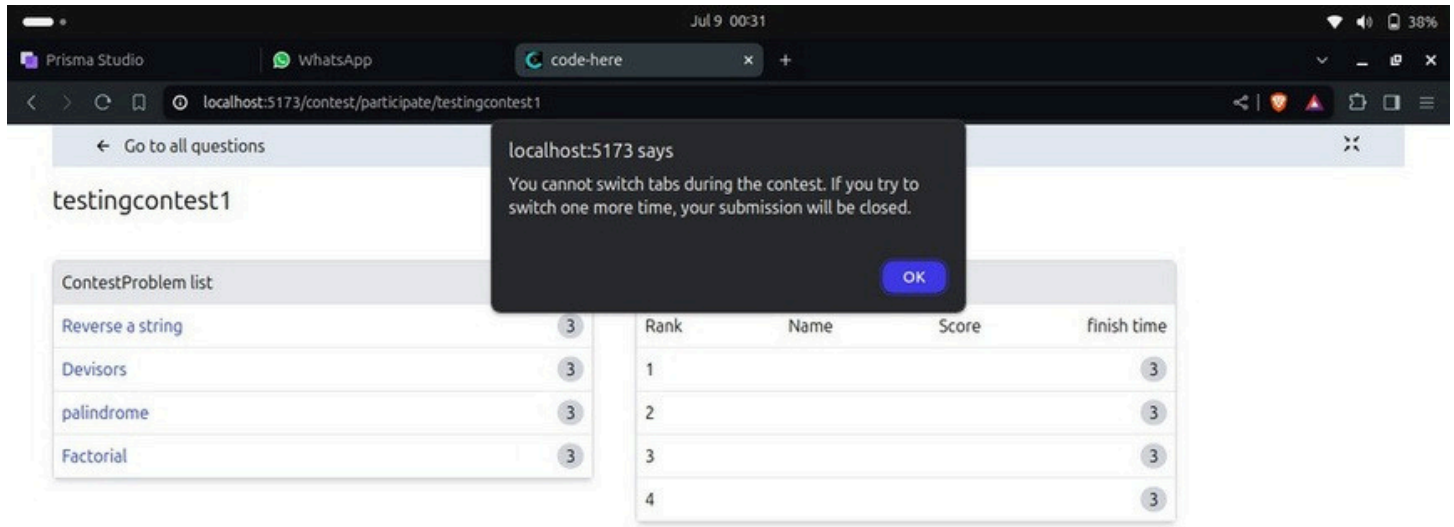 Jul 9 00:31
38%
Prisma Studio
WhatsApp
code-here
localhost:5173/contest/participate/testingcontest1
Go to all questions
localhost:5173 says
You cannot switch tabs during the contest. If you try to
switch one more time, your submission will be closed.
OK
testingcontest1
ContestProblem list
Reverse a string 3
Devisors 3
palindrome 3
Factorial 3
Rank Name Score finish time
1 3
2 3
3 3
4 3